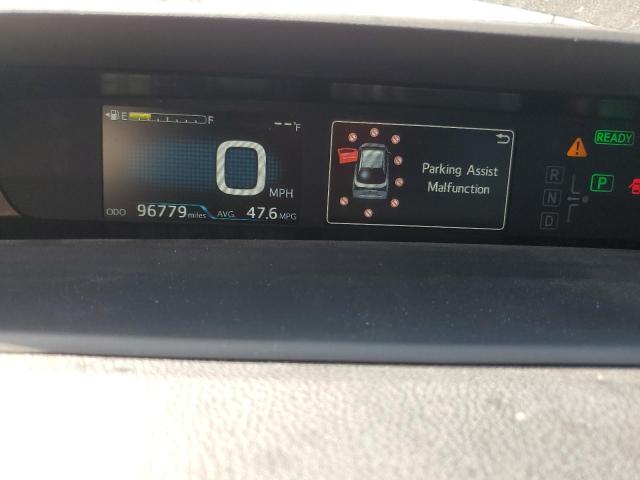 E F
--°F
0 MPH
ODO 96779 miles AVG. 47.6 MPG
Parking Assist
Malfunction
READY
R
N
P
D